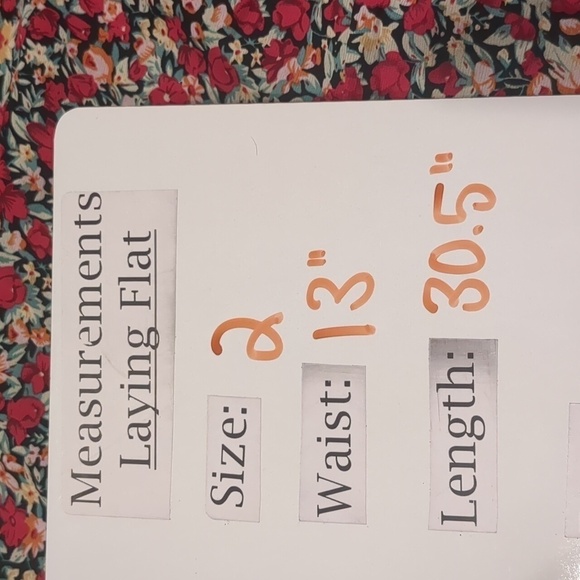 Measurements
Laying Flat
Size: 2
Waist: 13"
Length: 30.5"